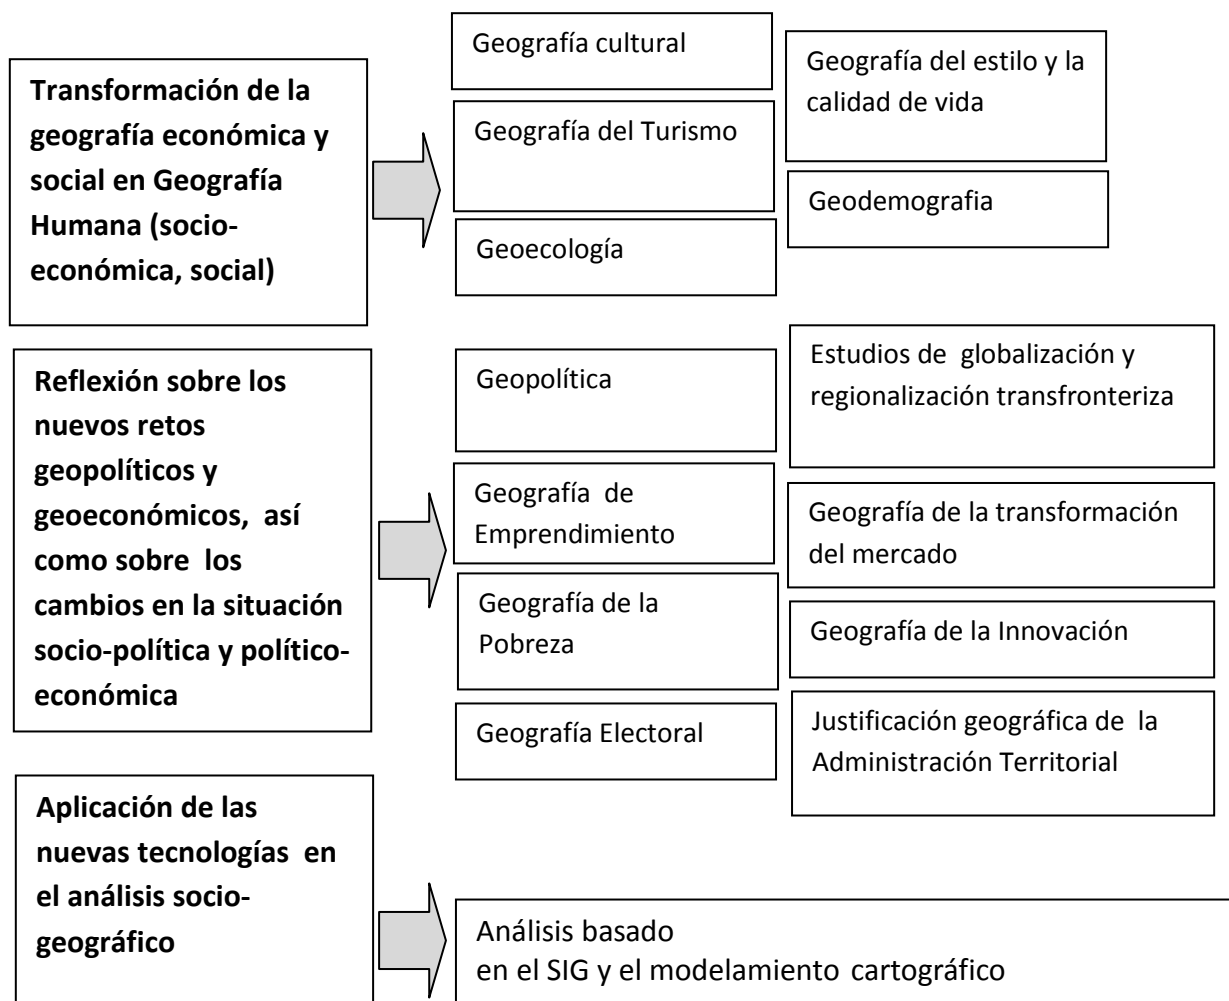 Transformación de la
geografía económica y
social en Geografía
Humana (socio-
económica, social)
Geografía cultural
Geografía del Turismo
Geoecología
Geografía del estilo y la
calidad de vida
Geodemografia
Reflexión sobre los
nuevos retos
geopolíticos y
geoeconómicos, así
como sobre los
cambios en la situación
socio-política y político-
económica
Geopolítica
Geografía de
Emprendimiento
Geografía de la
Pobreza
Geografía Electoral
Estudios de globalización y
regionalización transfronteriza
Geografía de la transformación
del mercado
Geografía de la Innovación
Justificación geográfica de la
Administración Territorial
Aplicación de las
nuevas tecnologías en
el análisis socio-
geográfico
Análisis basado
en el SIG y el modelamiento cartográfico